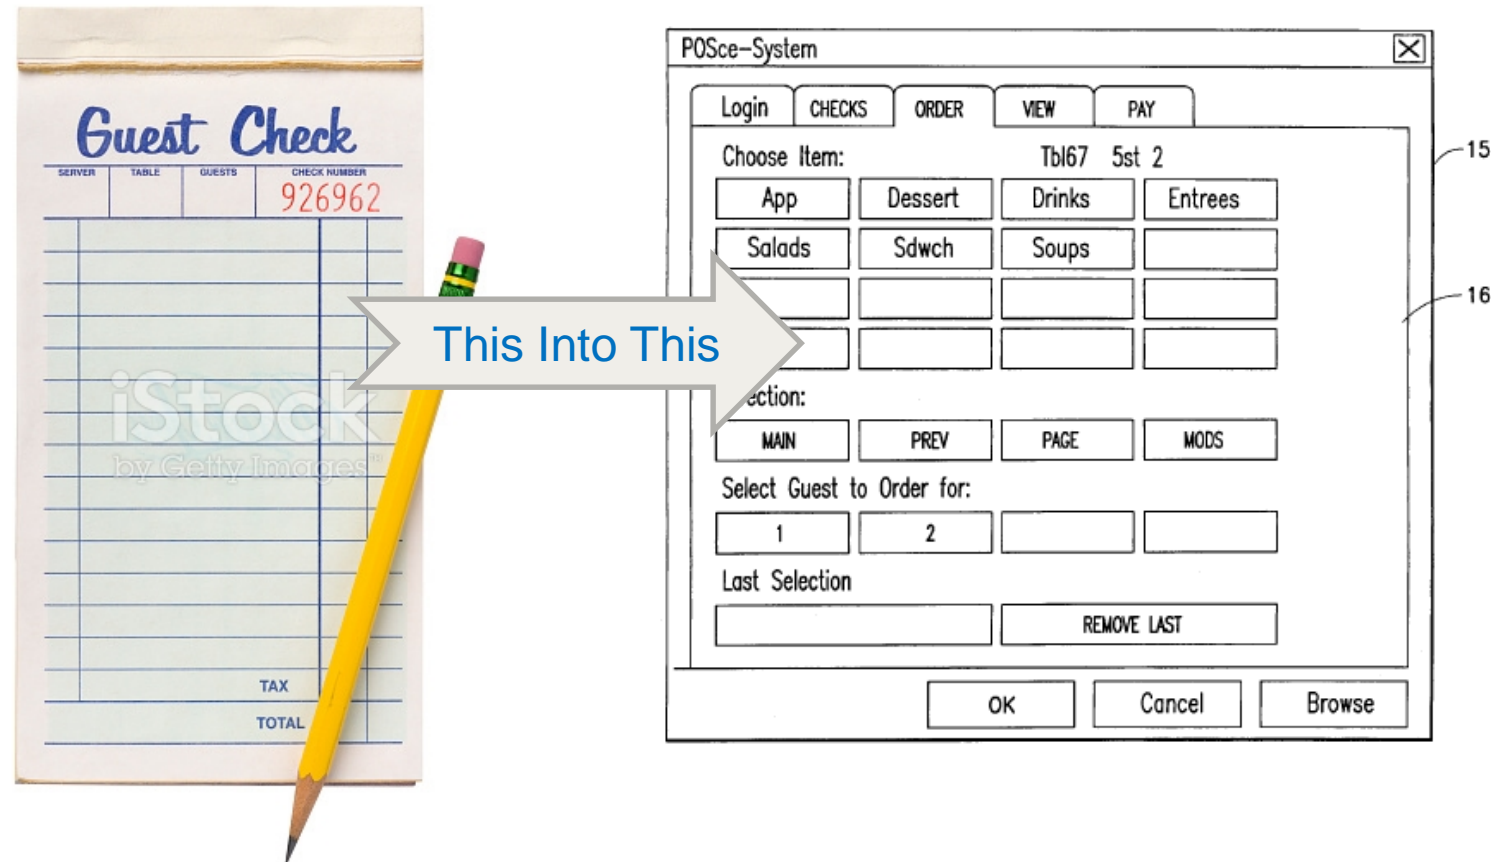 Guest Check
SERVER TABLE GUESTS CHECK NUMBER
926962
iStock
by Getty Images™
TAX
TOTAL
This Into This
POSce-System
Login CHECKS ORDER VIEW PAY
Choose Item: Tbl67 5st 2
App Dessert Drinks Entrees
Salads Sdwch Soups
ection:
MAIN PREV PAGE MODS
Select Guest to Order for:
1 2
Last Selection
REMOVE LAST
OK Cancel Browse
15
16